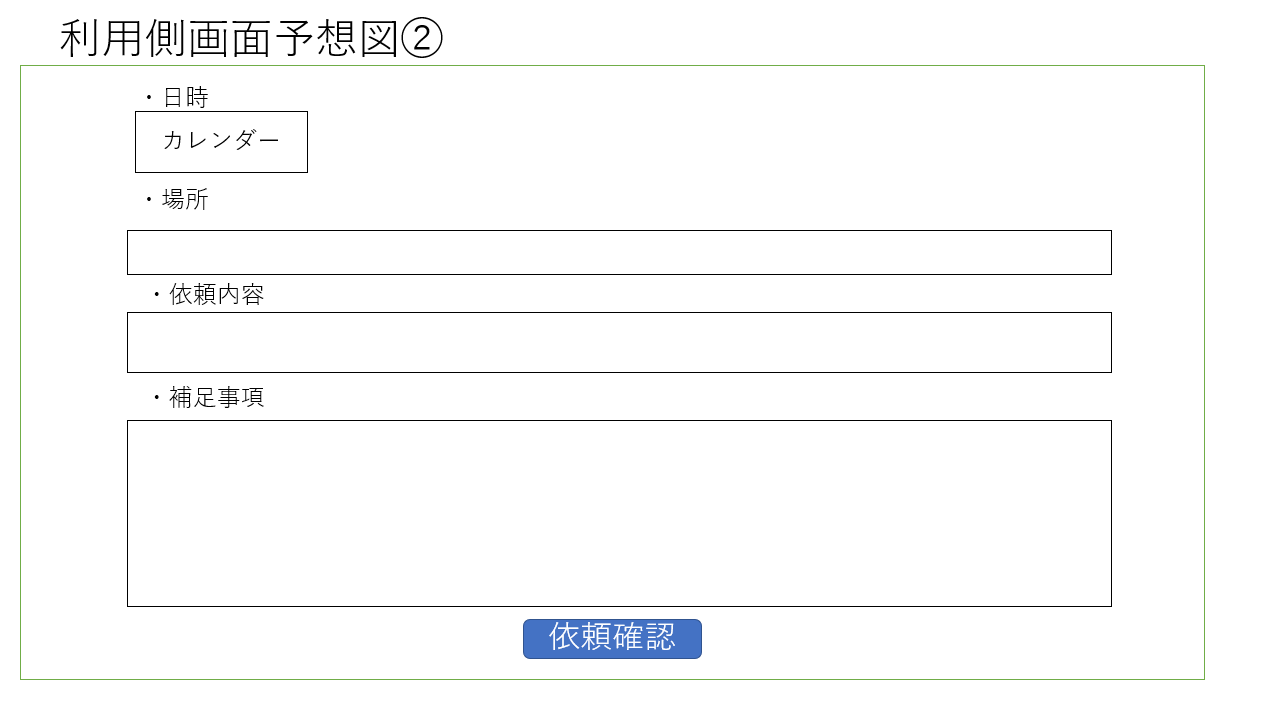 利用側画面予想図②
・日時
カレンダー
・場所
・依頼内容
・補足事項
依頼確認